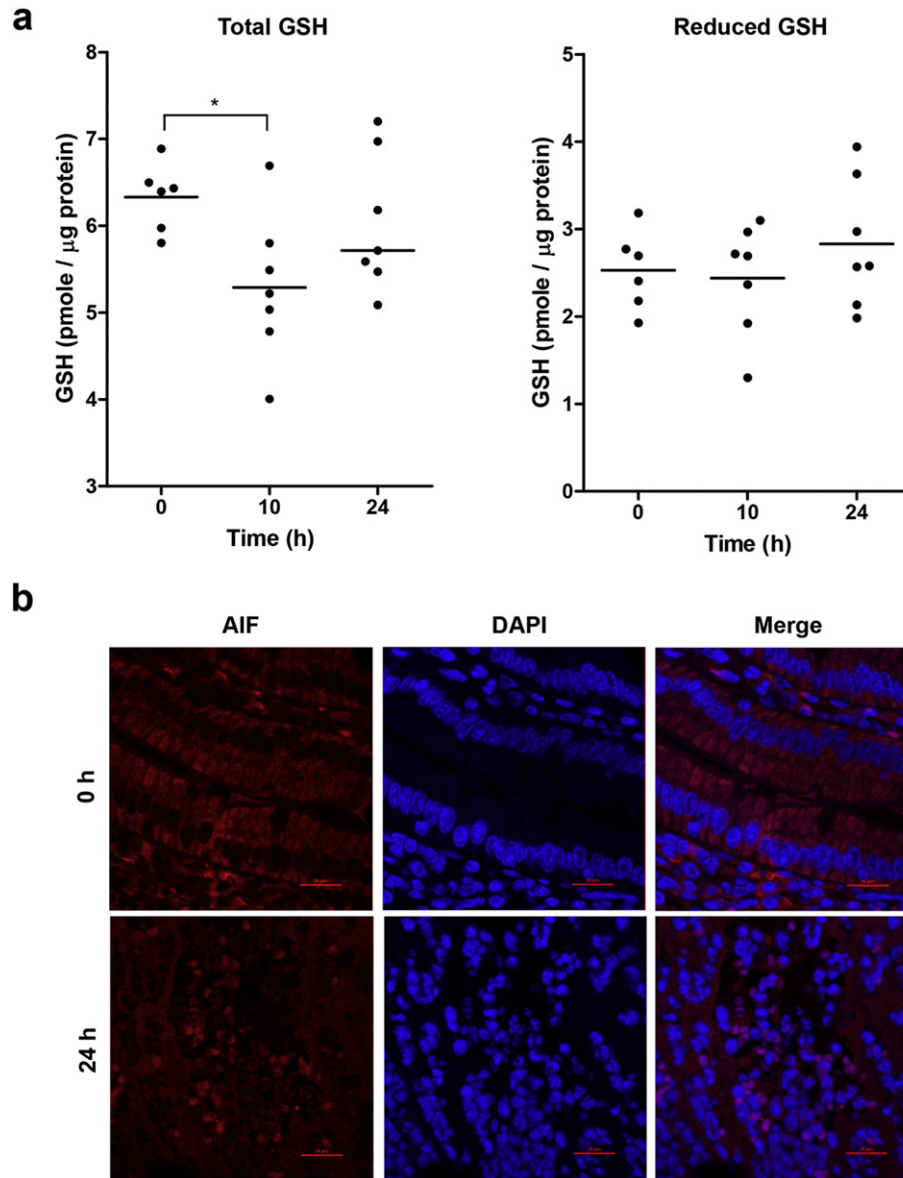 a
Total GSH
Reduced GSH
GSH (pmole / μg protein)
8
7
6
5
4
3
*
0
10
24
Time (h)
GSH (pmole / μg protein)
5
4
3
2
1
0
0
10
24
Time (h)
b
AIF
DAPI
Merge
0 h
24 h